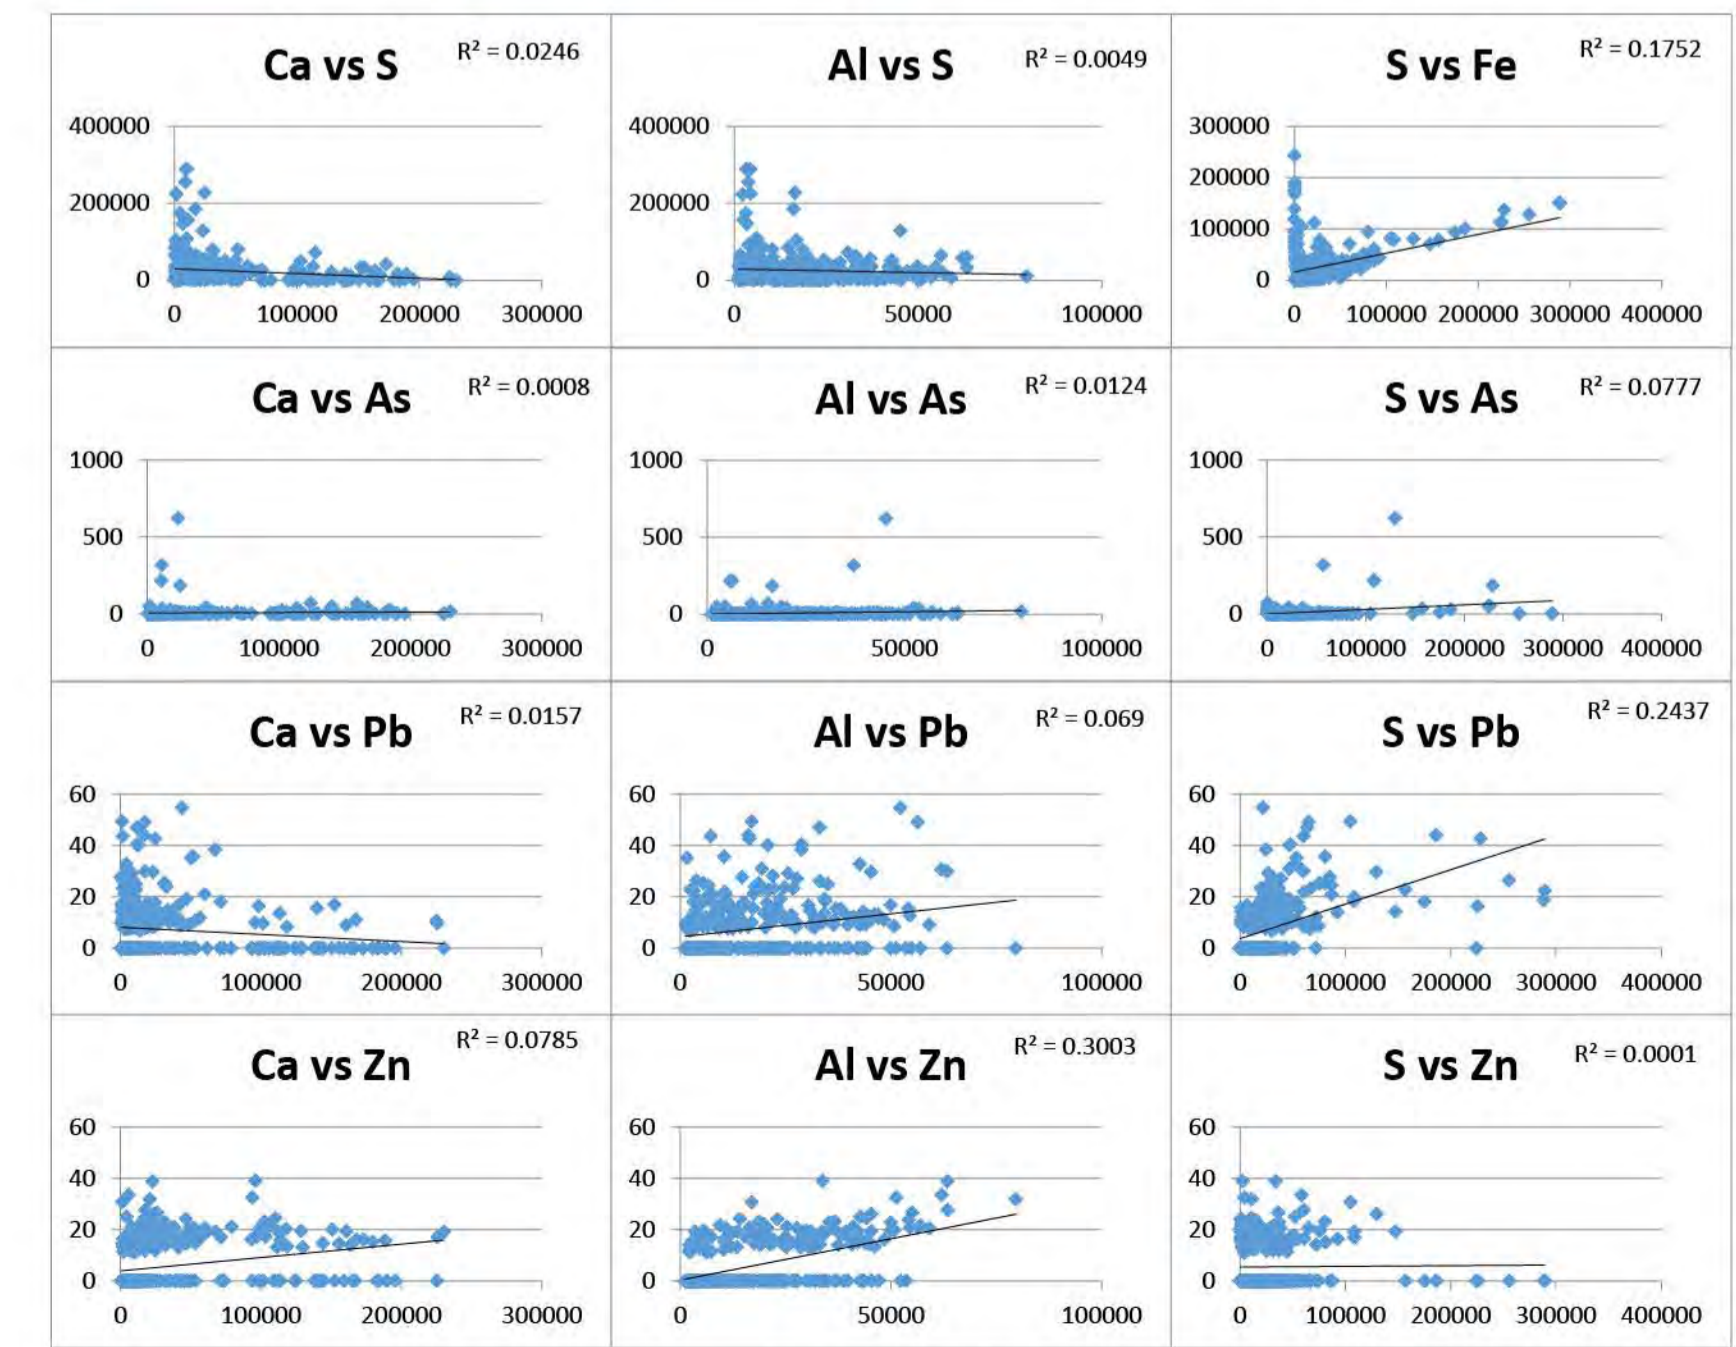 Ca vs S
R² = 0.0246
400000
200000
0
0 100000 200000 300000
Al vs S
R² = 0.0049
400000
200000
0
0 50000 100000
S vs Fe
R² = 0.1752
300000
200000
100000
0
0 100000 200000 300000 400000
Ca vs As
R² = 0.0008
1000
500
0
0 100000 200000 300000
Al vs As
R² = 0.0124
1000
500
0
0 50000 100000
S vs As
R² = 0.0777
1000
500
0
0 100000 200000 300000 400000
Ca vs Pb
R² = 0.0157
60
40
20
0
0 100000 200000 300000
Al vs Pb
R² = 0.069
60
40
20
0
0 50000 100000
S vs Pb
R² = 0.2437
60
40
20
0
0 100000 200000 300000 400000
Ca vs Zn
R² = 0.0785
60
40
20
0
0 100000 200000 300000
Al vs Zn
R² = 0.3003
60
40
20
0
0 50000 100000
S vs Zn
R² = 0.0001
60
40
20
0
0 100000 200000 300000 400000